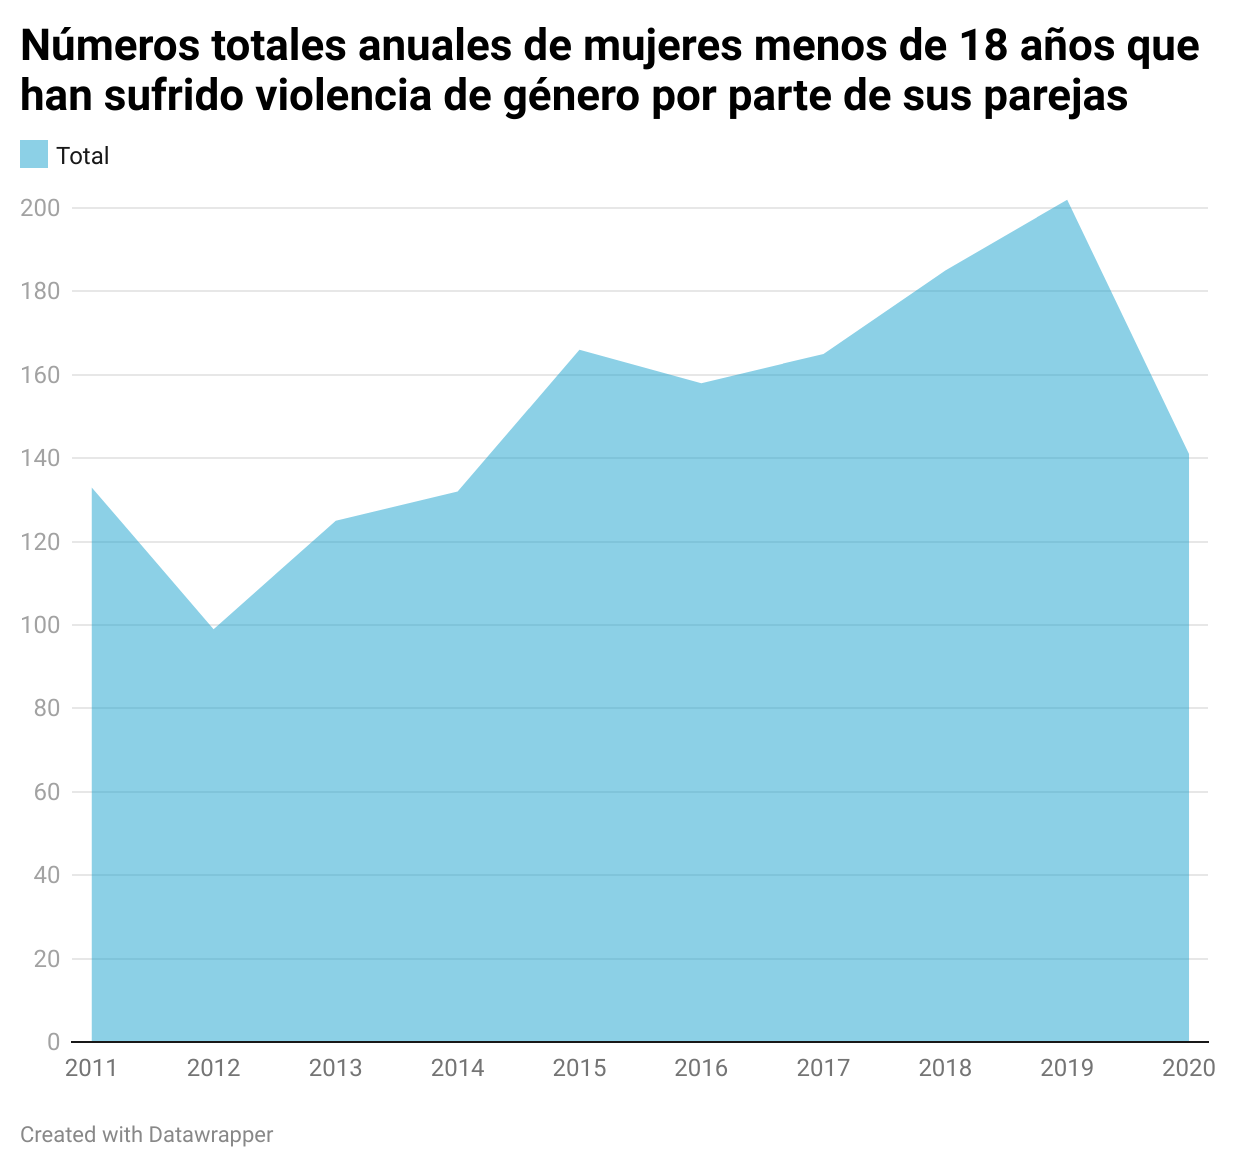 Números totales anuales de mujeres menos de 18 años que
han sufrido violencia de género por parte de sus parejas
Total
200
180
160
140
120
100
80
60
40
20
0
2011 2012 2013 2014 2015 2016 2017 2018 2019 2020
Created with Datawrapper